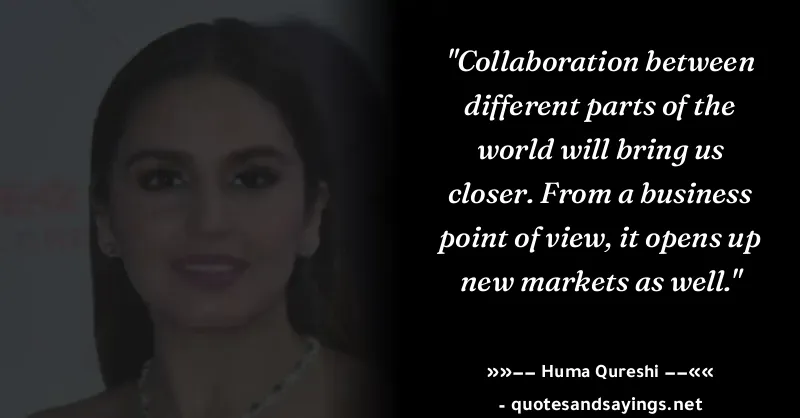 "Collaboration between
different parts of the
world will bring us
closer. From a business
point of view, it opens up
new markets as well."
»»-- Huma Qureshi --««
- quotesandsayings.net